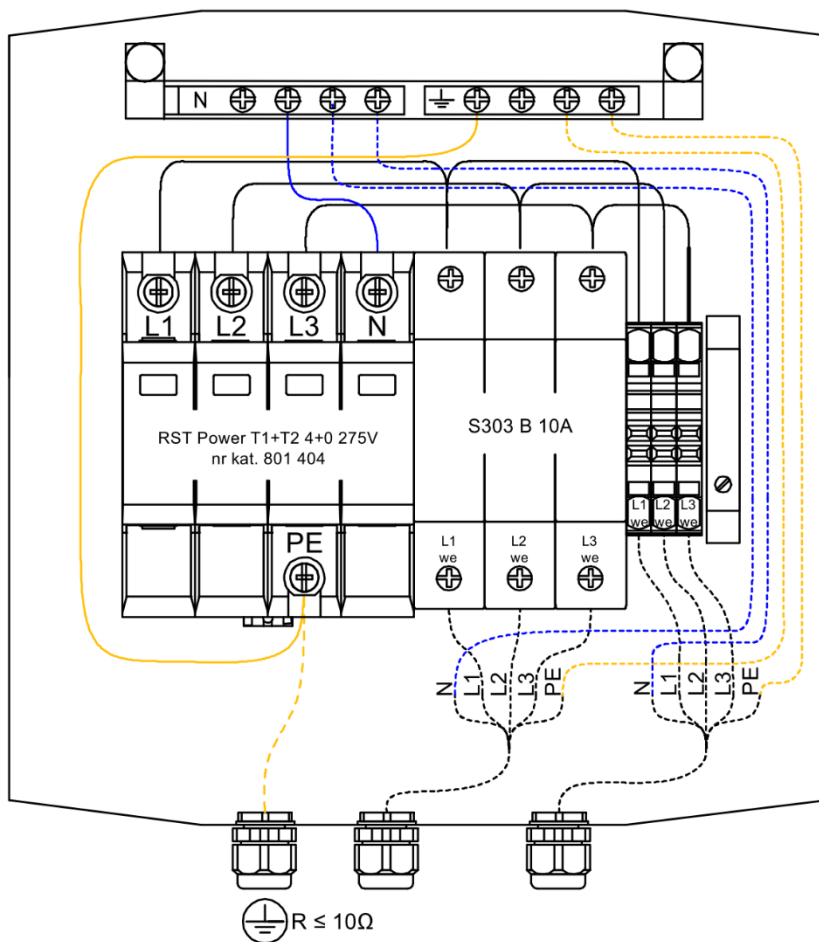 N
L1 L2 L3 N
RST Power T1+T2 4+0 275V
nr kat. 801 404
S303 B 10A
PE
L1
we
L2
we
L3
we
L1
we
L2
we
L3
we
N L1 L2 L3 PE
N L1 L2 L3 PE
R ≤ 10Ω